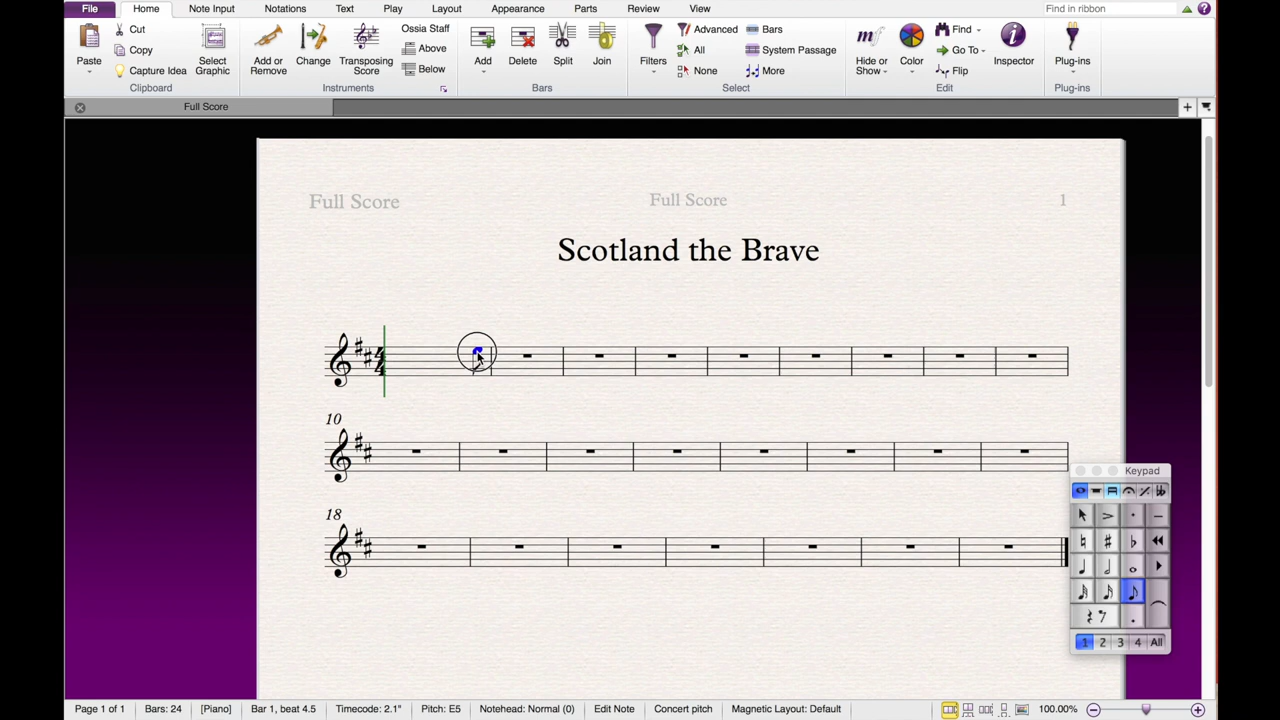 File Home Note Input Notations Text Play Layout Appearance Parts Review View Find in ribbon
Paste Cut Copy Capture Idea Select Graphic Add or Remove Change Transposing Score Ossia Staff Above Below Add Delete Split Join Filters Advanced All None Bars System Passage More Hide or Show Color Find Go To Flip Inspector Plug-ins
Clipboard Instruments Bars Select Edit Plug-ins
Full Score
Full Score Full Score 1
Scotland the Brave
10
Keypad
18
1 2 3 4 All
Page 1 of 1 Bars: 24 [Piano] Bar 1, beat 4.5 Timecode: 2.1" Pitch: E5 Notehead: Normal (0) Edit Note Concert pitch Magnetic Layout: Default 100.00%